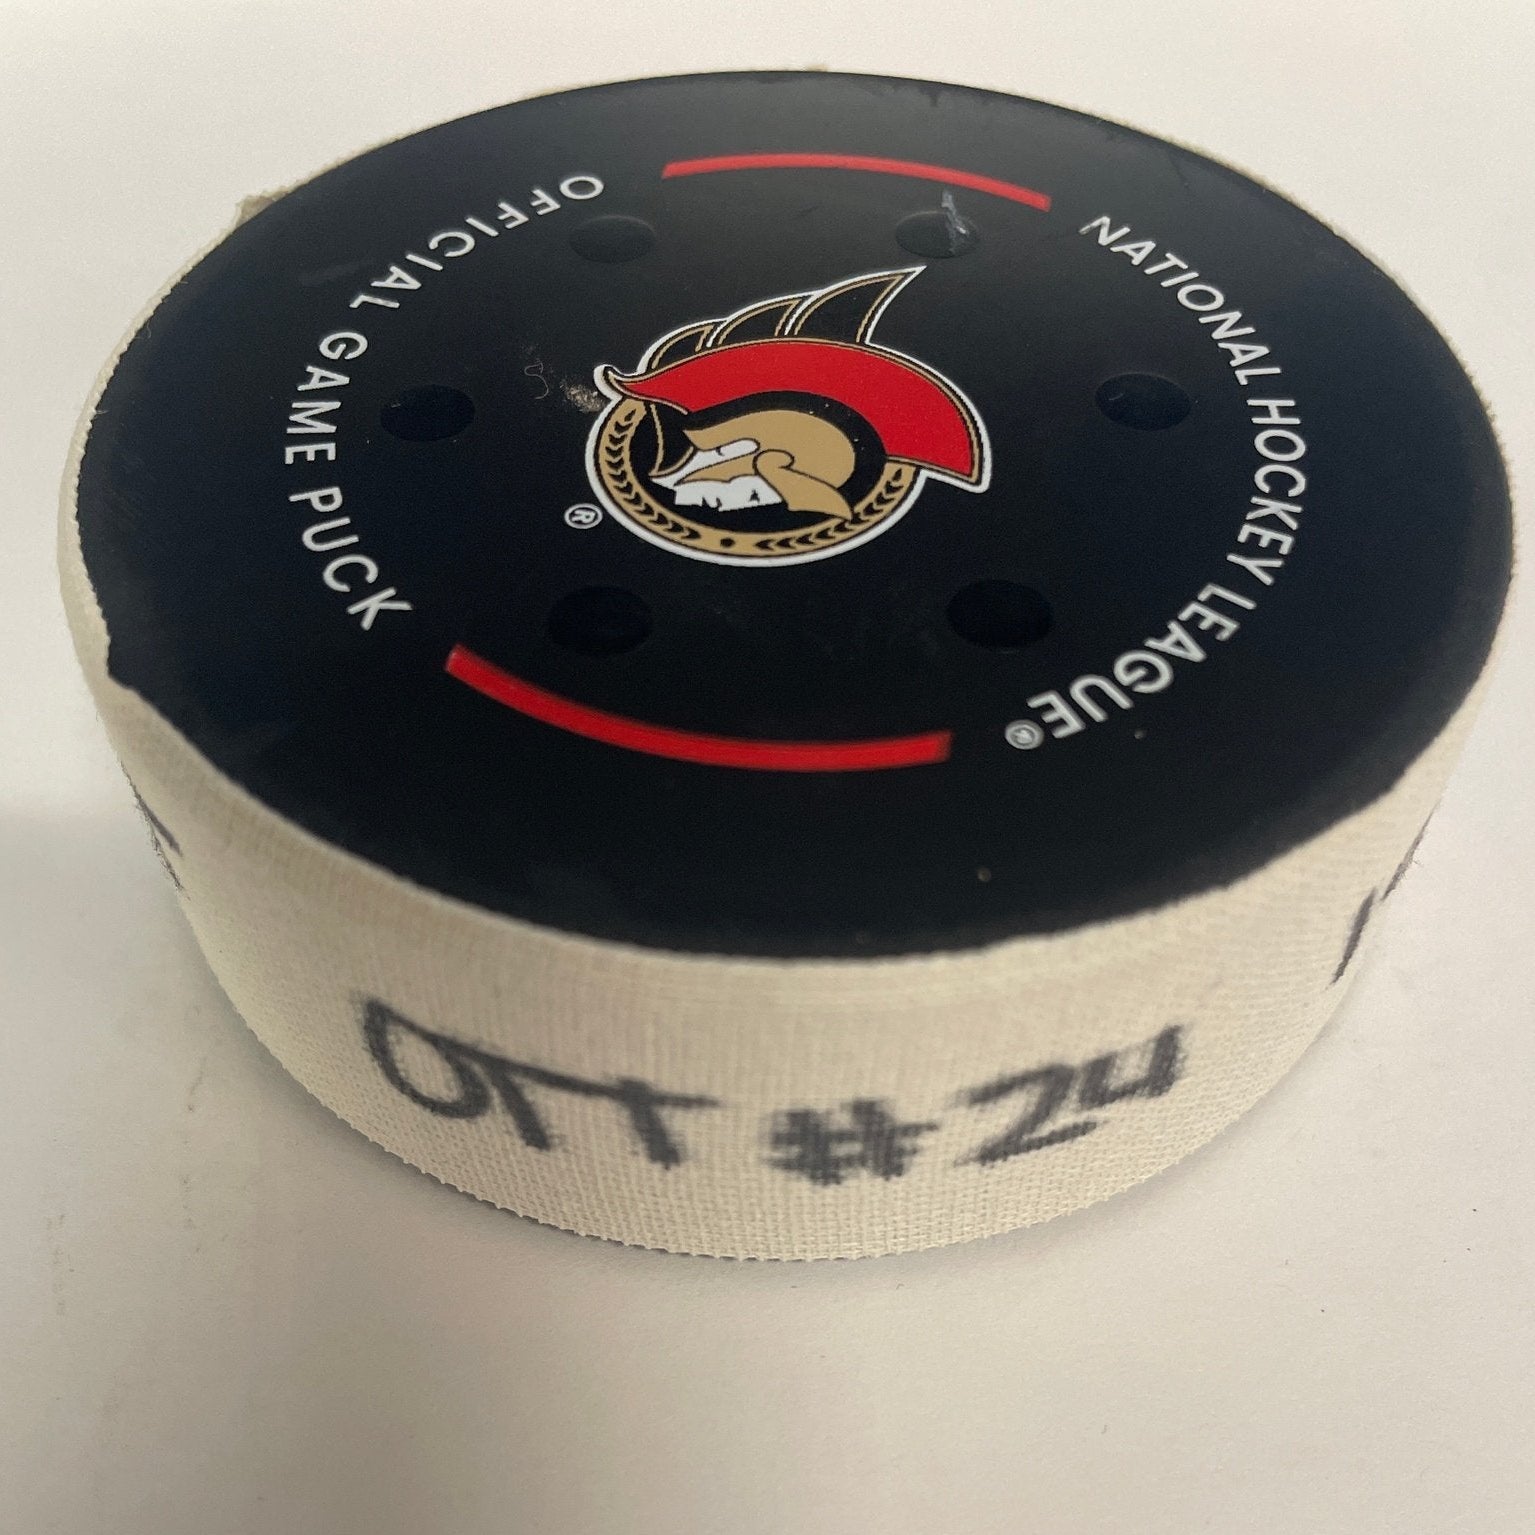 OFFICIAL GAME PUCK
NATIONAL HOCKEY LEAGUE®
®
OTT #24